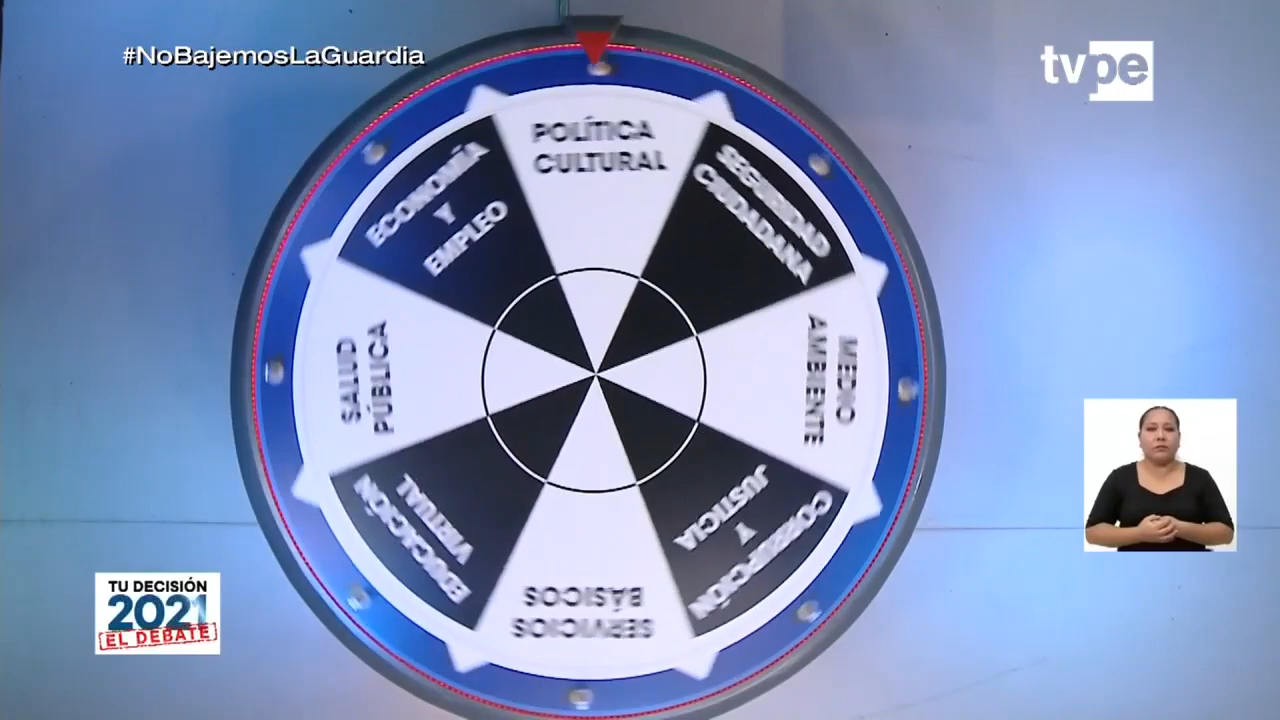 #NoBajemosLaGuardia
tvpe
POLÍTICA
CULTURAL
SEGURIDAD
CIUDADANA
MEDIO
AMBIENTE
CORRUPCIÓN
Y
JUSTICIA
SERVICIOS
BÁSICOS
EDUCACIÓN
VIRTUAL
SALUD
PÚBLICA
ECONOMÍA
Y
EMPLEO
TU DECISIÓN
2021
EL DEBATE